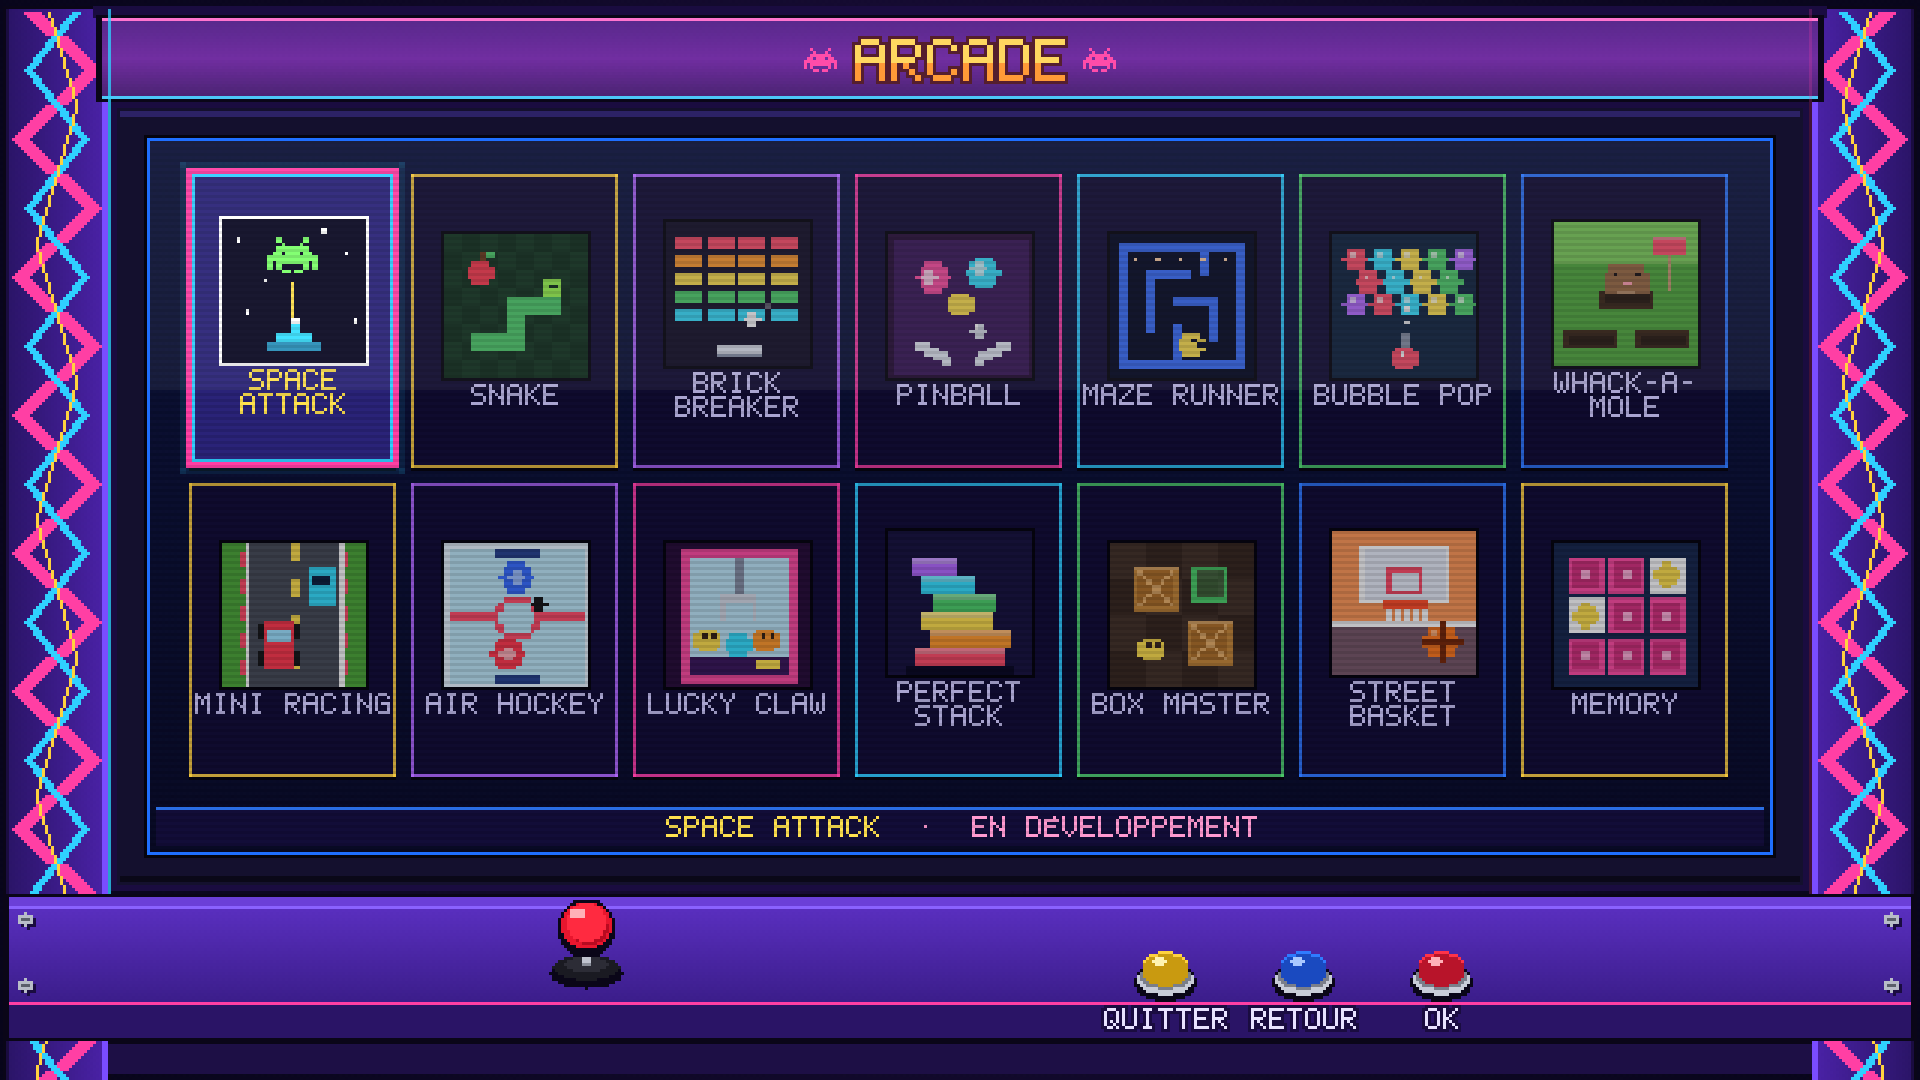 ARCADE
SPACE
ATTACK
SNAKE
BRICK
BREAKER
PINBALL
MAZE RUNNER
BUBBLE POP
WHACK-A-
MOLE
MINI RACING
AIR HOCKEY
LUCKY CLAW
PERFECT
STACK
BOX MASTER
STREET
BASKET
MEMORY
SPACE ATTACK · EN DéVELOPPEMENT
QUITTER RETOUR OK